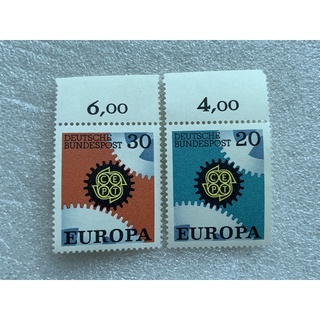 6,00
DEUTSCHE
BUNDESPOST
30
CEPT
EUROPA
4,00
DEUTSCHE
BUNDESPOST
20
CEPT
EUROPA